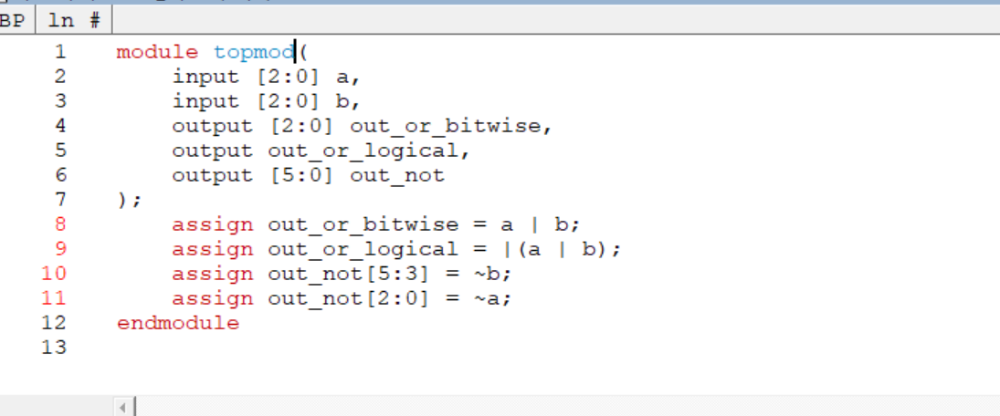 BP ln #
1 module topmod(
2 input [2:0] a,
3 input [2:0] b,
4 output [2:0] out_or_bitwise,
5 output out_or_logical,
6 output [5:0] out_not
7 );
8 assign out_or_bitwise = a | b;
9 assign out_or_logical = |(a | b);
10 assign out_not[5:3] = ~b;
11 assign out_not[2:0] = ~a;
12 endmodule
13